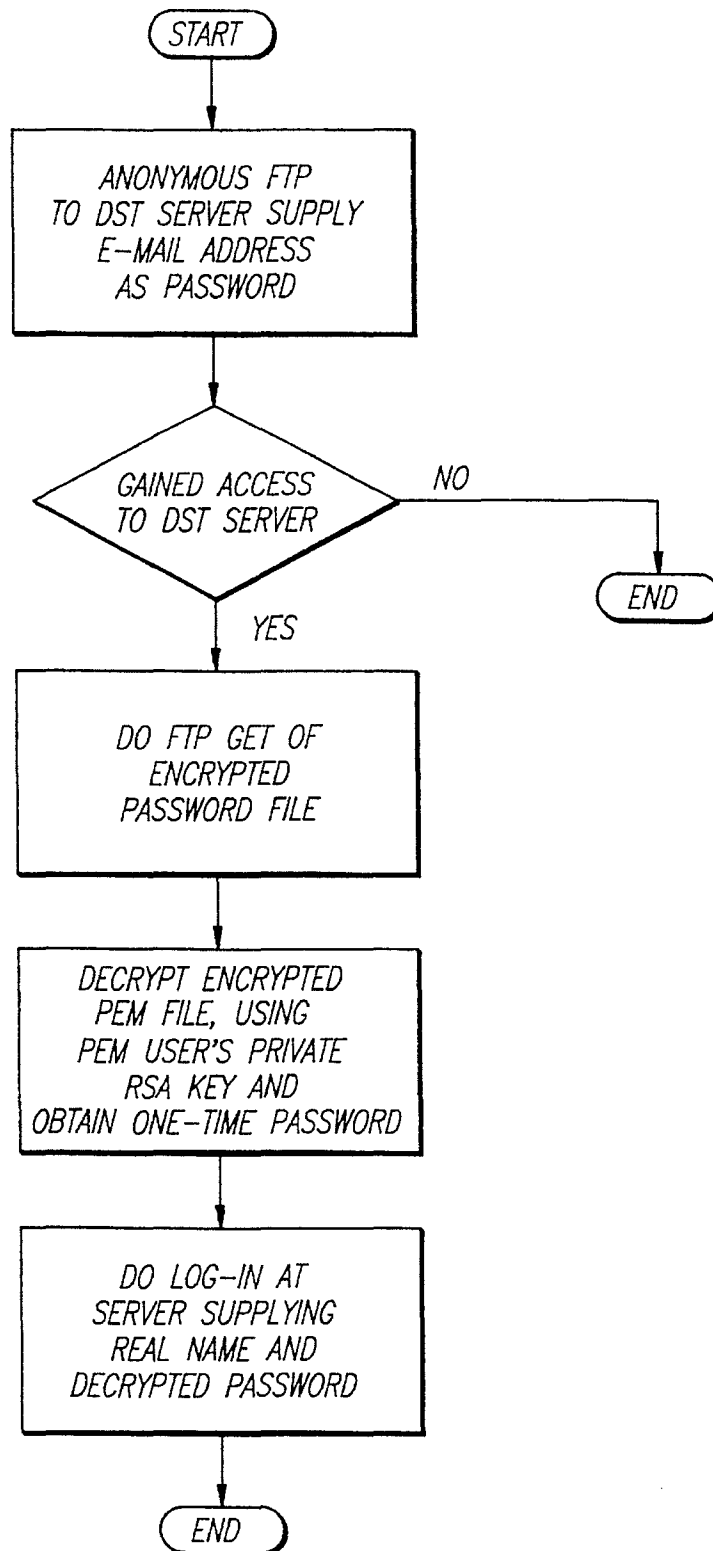 START
ANONYMOUS FTP
TO DST SERVER SUPPLY
E-MAIL ADDRESS
AS PASSWORD
GAINED ACCESS
TO DST SERVER
NO
END
YES
DO FTP GET OF
ENCRYPTED
PASSWORD FILE
DECRYPT ENCRYPTED
PEM FILE, USING
PEM USER'S PRIVATE
RSA KEY AND
OBTAIN ONE-TIME PASSWORD
DO LOG-IN AT
SERVER SUPPLYING
REAL NAME AND
DECRYPTED PASSWORD
END